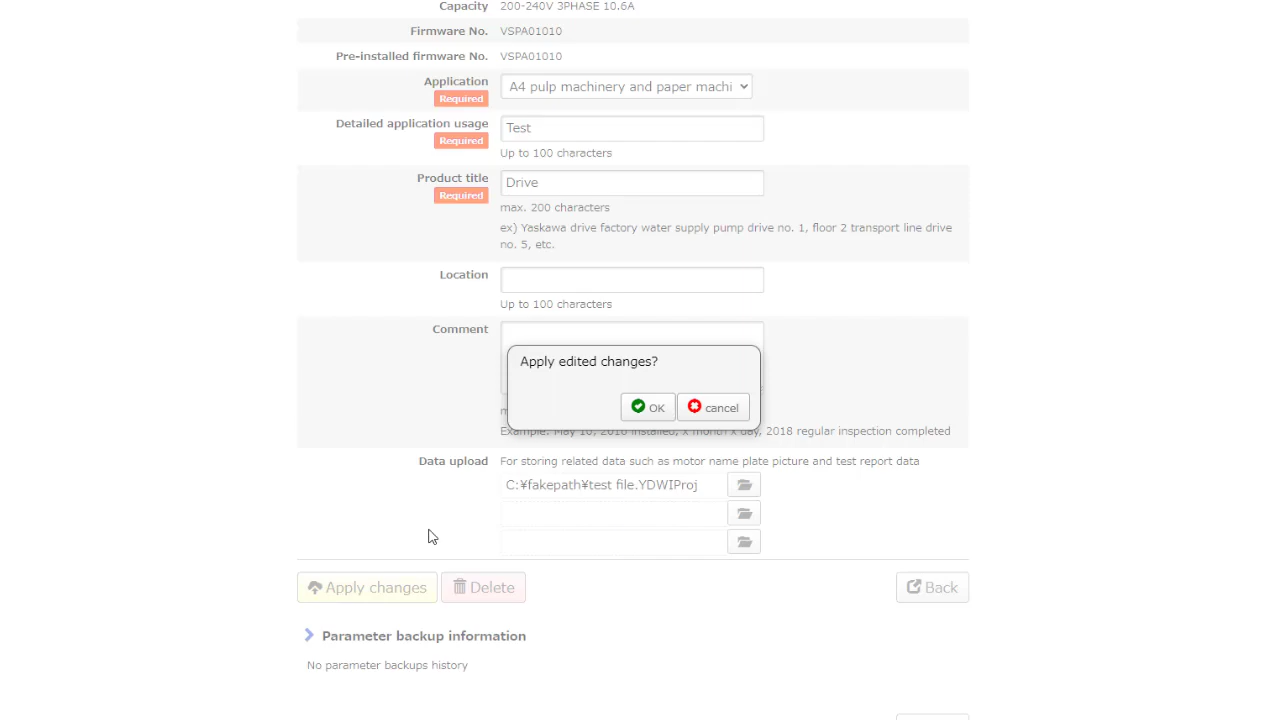 Capacity 200-240V 3PHASE 10.6A
Firmware No. VSPA01010
Pre-installed firmware No. VSPA01010
Application A4 pulp machinery and paper machi
Required
Detailed application usage Test
Required
Up to 100 characters
Product title Drive
Required
max. 200 characters
ex) Yaskawa drive factory water supply pump drive no. 1, floor 2 transport line drive
no. 5, etc.
Location
Up to 100 characters
Comment
Apply edited changes?
OK cancel
Example: May 10, 2016 installed, x month x day, 2018 regular inspection completed
Data upload For storing related data such as motor name plate picture and test report data
C:¥fakepath¥test file.YDWIProj
Apply changes Delete Back
Parameter backup information
No parameter backups history